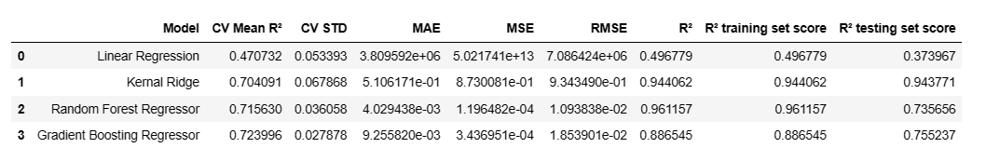 Model CV Mean R² CV STD MAE MSE RMSE R² R² training set score R² testing set score
0 Linear Regression 0.470732 0.053393 3.809592e+06 5.021741e+13 7.086424e+06 0.496779 0.496779 0.373967
1 Kernal Ridge 0.704091 0.067868 5.106171e-01 8.730081e-01 9.343490e-01 0.944062 0.944062 0.943771
2 Random Forest Regressor 0.715630 0.036058 4.029438e-03 1.196482e-04 1.093838e-02 0.961157 0.961157 0.735656
3 Gradient Boosting Regressor 0.723996 0.027878 9.255820e-03 3.436951e-04 1.853901e-02 0.886545 0.886545 0.755237